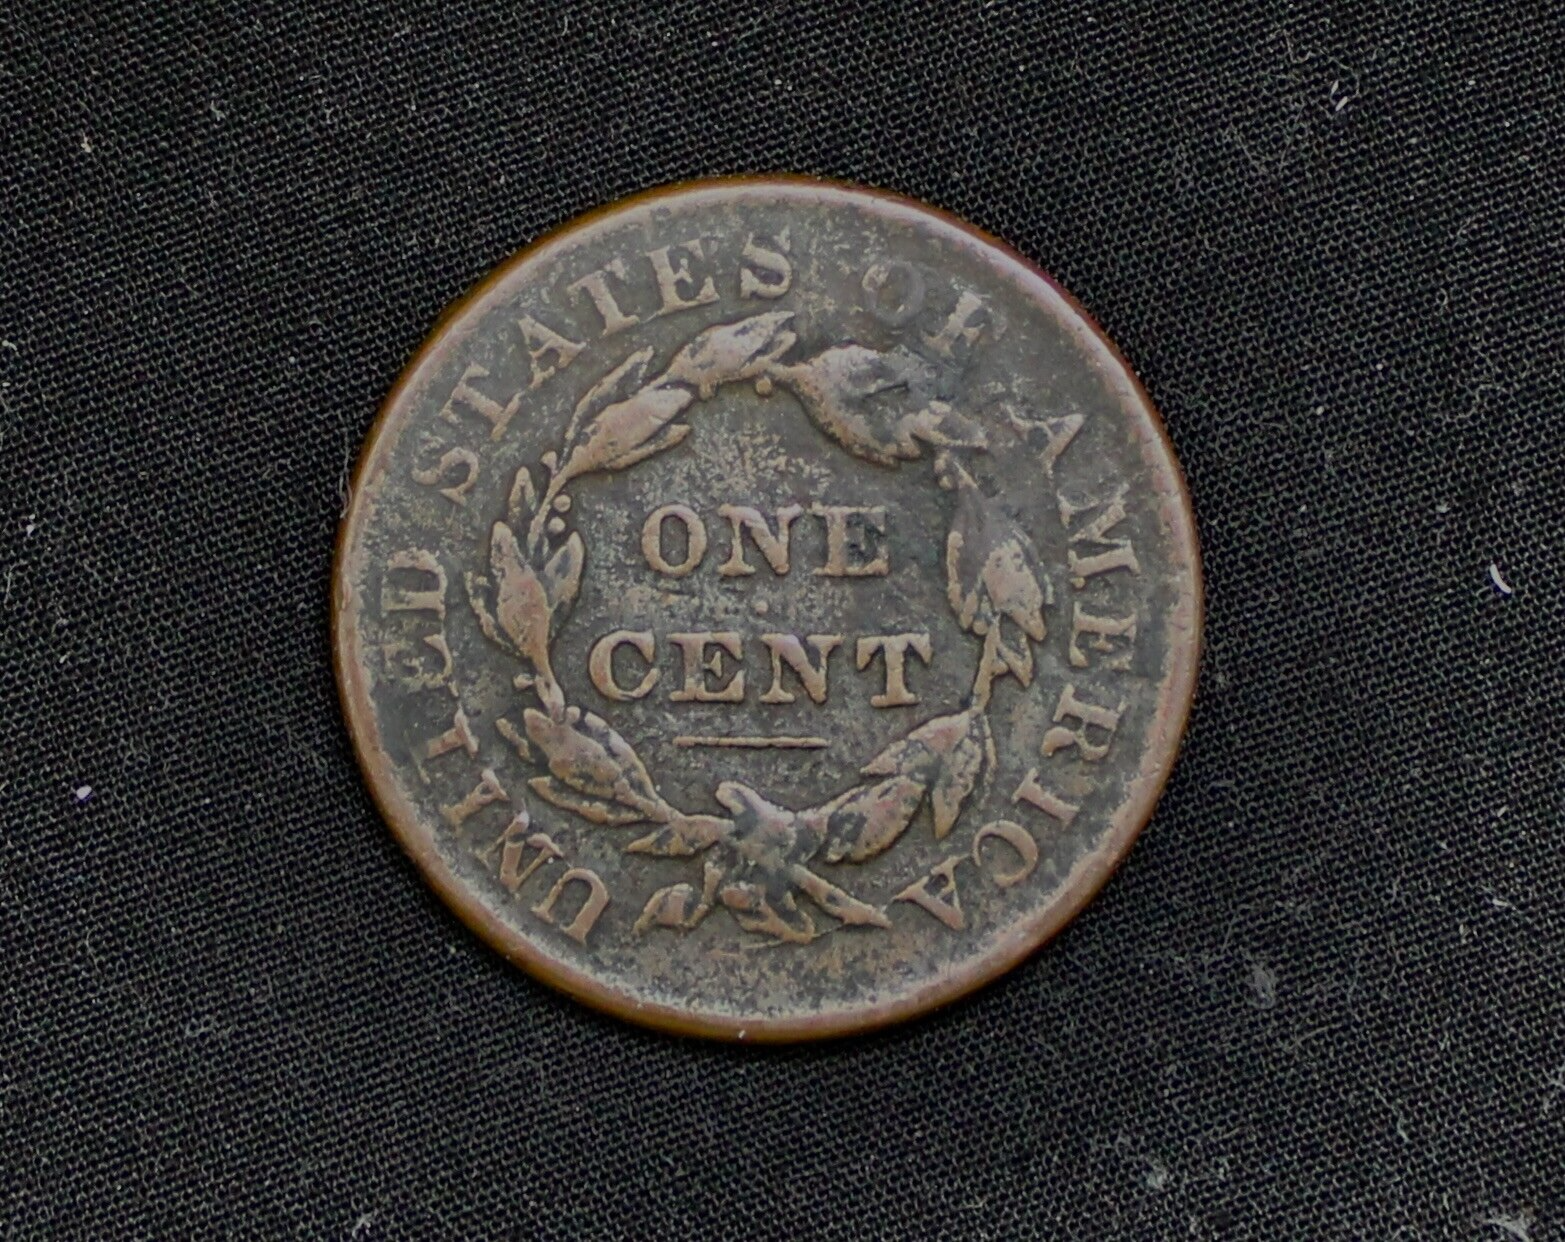 UNITED STATES OF AMERICA
ONE
CENT